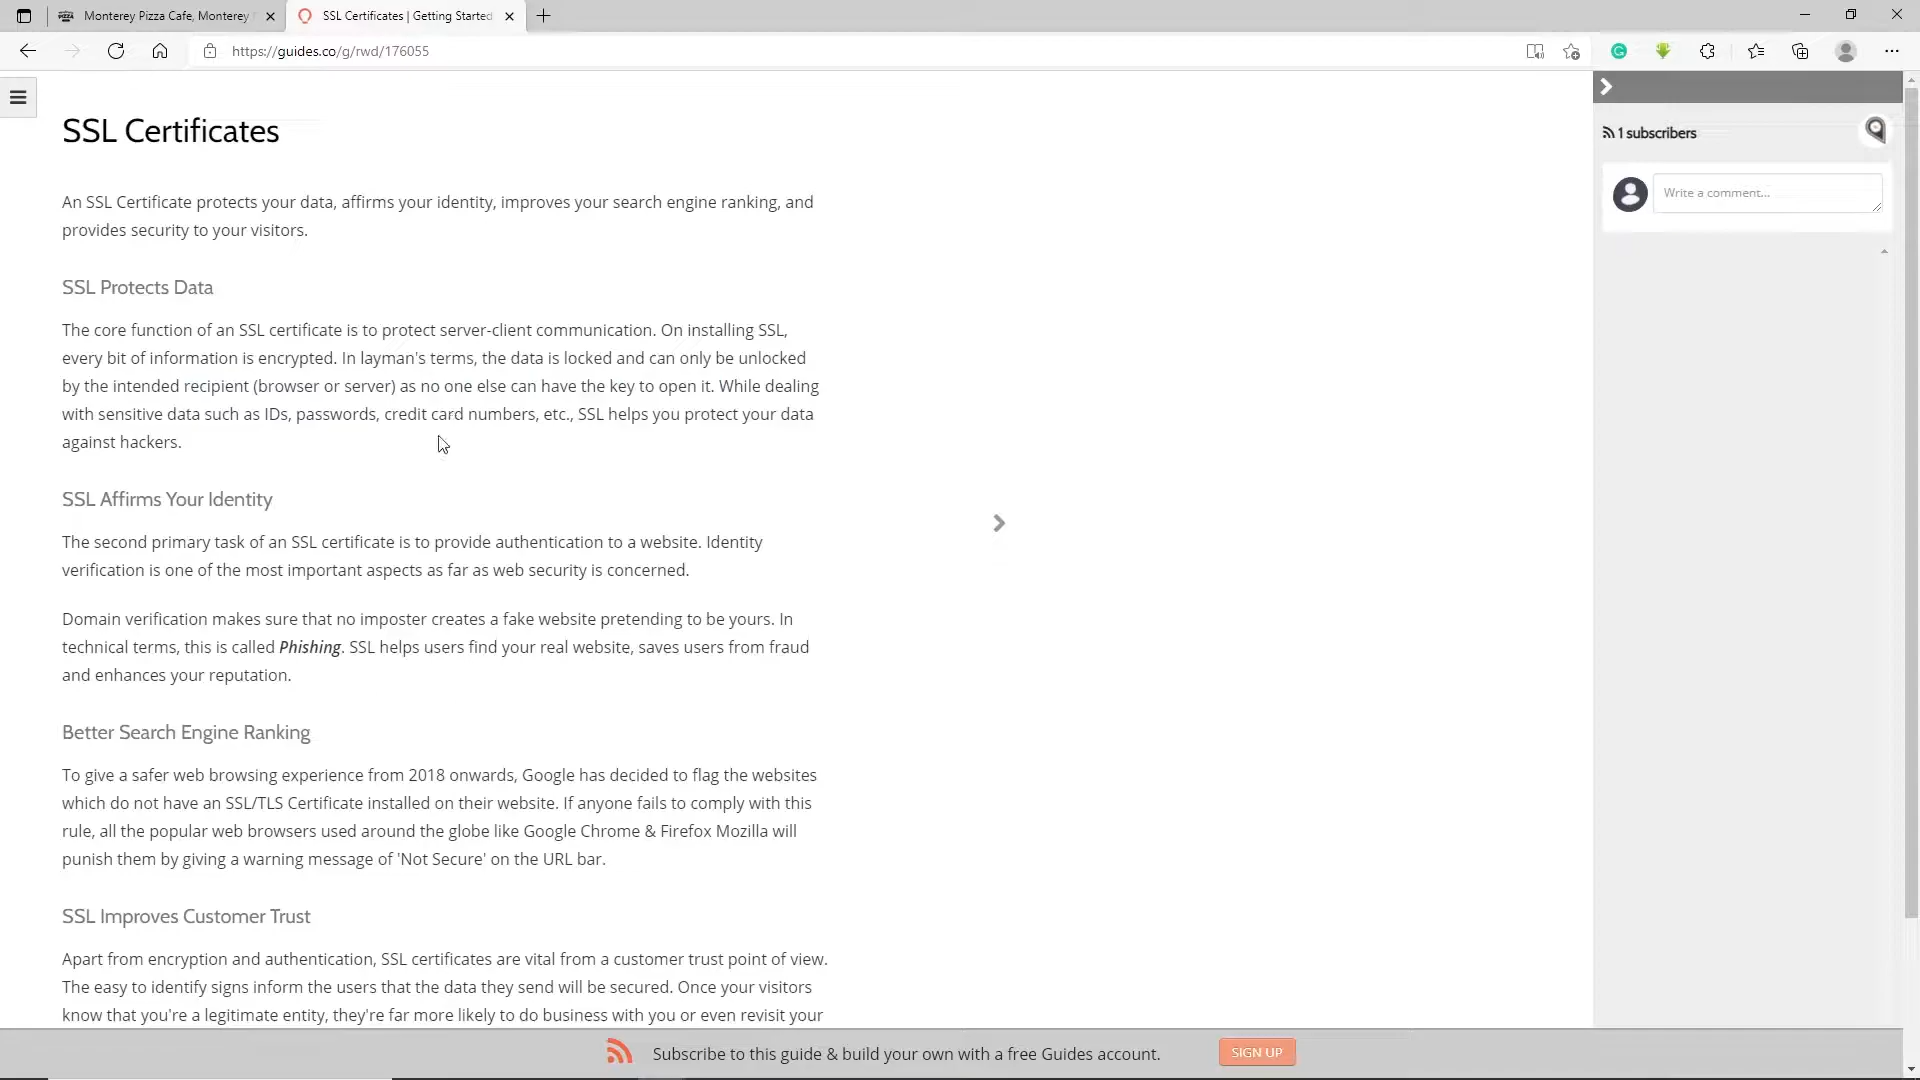 Monterey Pizza Cafe, Monterey
SSL Certificates | Getting Started
https://guides.co/g/rwd/176055
SSL Certificates
1 subscribers
Write a comment...
An SSL Certificate protects your data, affirms your identity, improves your search engine ranking, and
provides security to your visitors.
SSL Protects Data
The core function of an SSL certificate is to protect server-client communication. On installing SSL,
every bit of information is encrypted. In layman's terms, the data is locked and can only be unlocked
by the intended recipient (browser or server) as no one else can have the key to open it. While dealing
with sensitive data such as IDs, passwords, credit card numbers, etc., SSL helps you protect your data
against hackers.
SSL Affirms Your Identity
The second primary task of an SSL certificate is to provide authentication to a website. Identity
verification is one of the most important aspects as far as web security is concerned.
Domain verification makes sure that no imposter creates a fake website pretending to be yours. In
technical terms, this is called Phishing. SSL helps users find your real website, saves users from fraud
and enhances your reputation.
Better Search Engine Ranking
To give a safer web browsing experience from 2018 onwards, Google has decided to flag the websites
which do not have an SSL/TLS Certificate installed on their website. If anyone fails to comply with this
rule, all the popular web browsers used around the globe like Google Chrome & Firefox Mozilla will
punish them by giving a warning message of 'Not Secure' on the URL bar.
SSL Improves Customer Trust
Apart from encryption and authentication, SSL certificates are vital from a customer trust point of view.
The easy to identify signs inform the users that the data they send will be secured. Once your visitors
know that you're a legitimate entity, they're far more likely to do business with you or even revisit your
Subscribe to this guide & build your own with a free Guides account.
SIGN UP